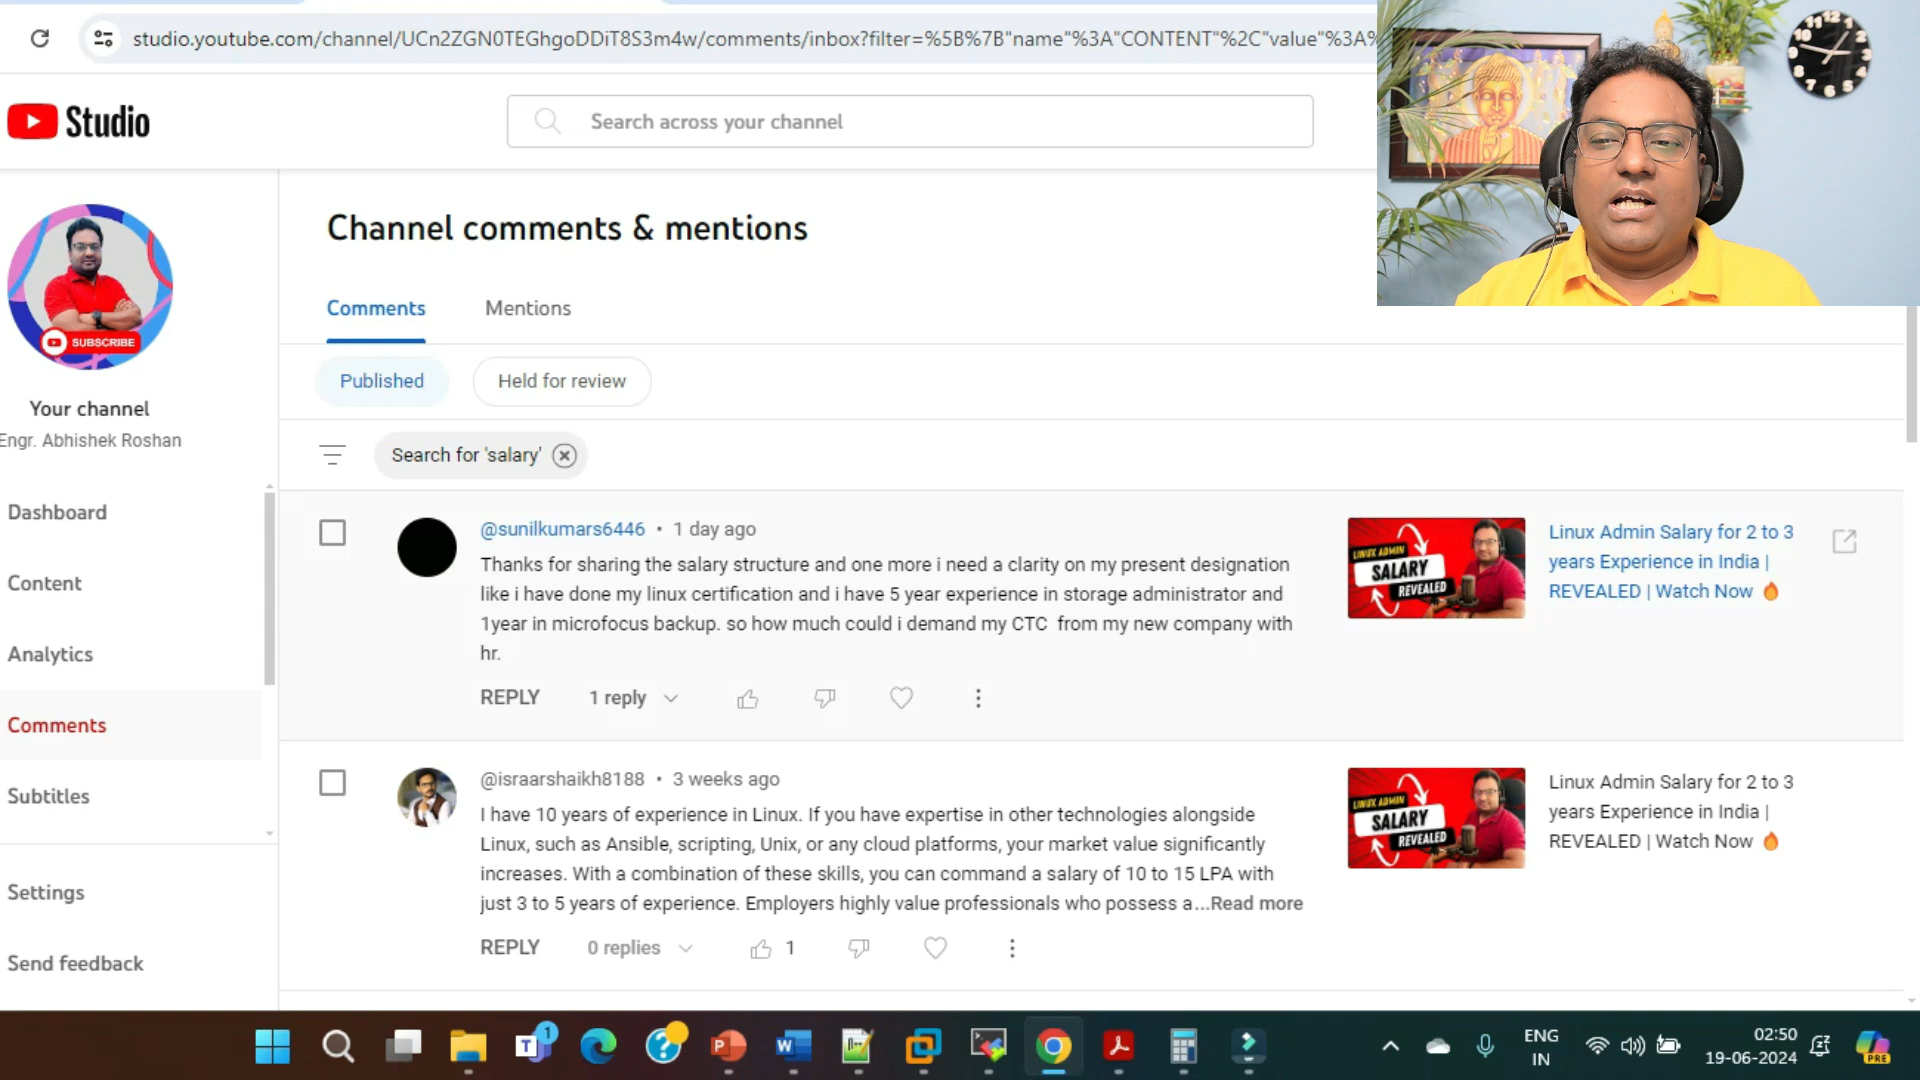 studio.youtube.com/channel/UCn2ZGN0TEGhgoDDiT8S3m4w/comments/inbox?filter=%5B%7B"name"%3A"CONTENT"%2C"value"%3A%
Studio
Search across your channel
SUBSCRIBE
Your channel
Engr. Abhishek Roshan
Dashboard
Content
Analytics
Comments
Subtitles
Settings
Send feedback
Channel comments & mentions
Comments
Mentions
Published
Held for review
Search for 'salary'
@sunilkumars6446 • 1 day ago
Thanks for sharing the salary structure and one more i need a clarity on my present designation
like i have done my linux certification and i have 5 year experience in storage administrator and
1year in microfocus backup. so how much could i demand my CTC from my new company with
hr.
REPLY
1 reply
LINUX ADMIN
SALARY
REVEALED
Linux Admin Salary for 2 to 3
years Experience in India |
REVEALED | Watch Now 🔥
@israarshaikh8188 • 3 weeks ago
I have 10 years of experience in Linux. If you have expertise in other technologies alongside
Linux, such as Ansible, scripting, Unix, or any cloud platforms, your market value significantly
increases. With a combination of these skills, you can command a salary of 10 to 15 LPA with
just 3 to 5 years of experience. Employers highly value professionals who possess a...Read more
REPLY
0 replies
1
LINUX ADMIN
SALARY
REVEALED
Linux Admin Salary for 2 to 3
years Experience in India |
REVEALED | Watch Now 🔥
1
ENG
IN
02:50
19-06-2024
PRE